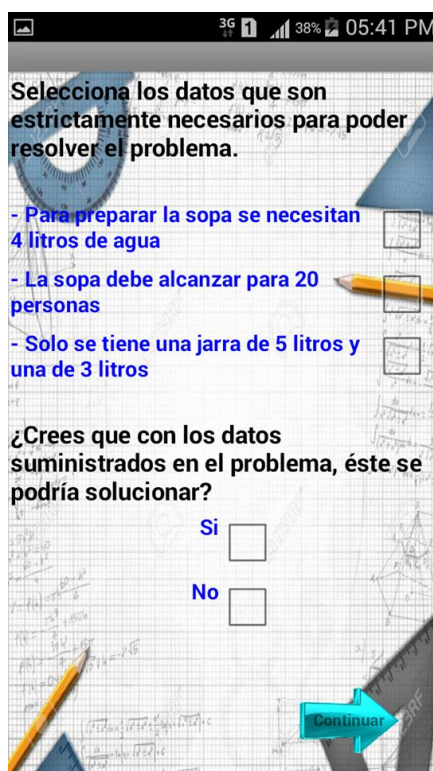 3G 1 38% 05:41 PM
Selecciona los datos que son
estrictamente necesarios para poder
resolver el problema.
- Para preparar la sopa se necesitan
4 litros de agua
- La sopa debe alcanzar para 20
personas
- Solo se tiene una jarra de 5 litros y
una de 3 litros
¿Crees que con los datos
suministrados en el problema, éste se
podría solucionar?
Si
No
Continuar